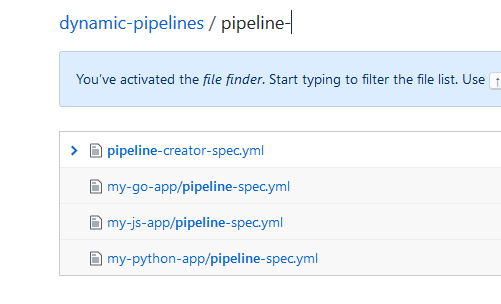 dynamic-pipelines / pipeline-
You've activated the file finder. Start typing to filter the file list. Use ↑
pipeline-creator-spec.yml
my-go-app/pipeline-spec.yml
my-js-app/pipeline-spec.yml
my-python-app/pipeline-spec.yml